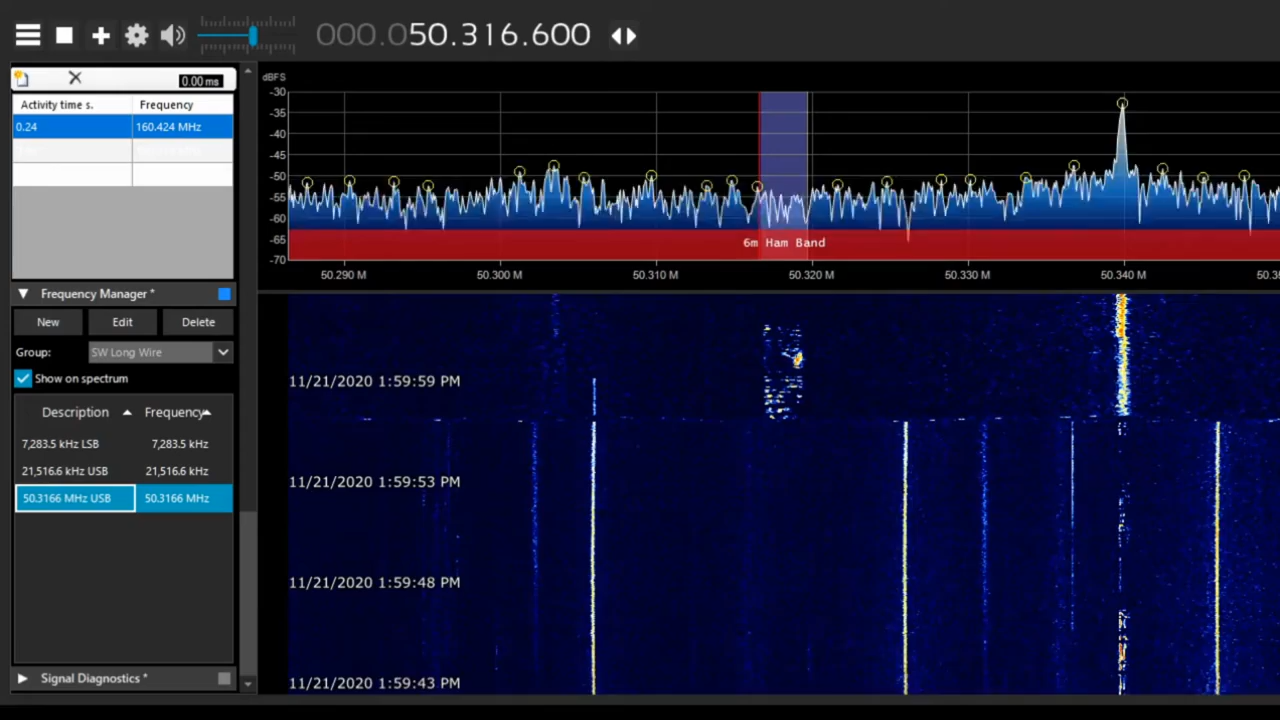 000.050.316.600
0.00 ms
Activity time s. Frequency
0.24 160.424 MHz
Frequency Manager *
New Edit Delete
Group: SW Long Wire
Show on spectrum
Description Frequency
7,283.5 kHz LSB 7,283.5 kHz
21,516.6 kHz USB 21,516.6 kHz
50.3166 MHz USB 50.3166 MHz
Signal Diagnostics *
dBFS
-30
-35
-40
-45
-50
-55
-60
-65
-70
6m Ham Band
50.290 M 50.300 M 50.310 M 50.320 M 50.330 M 50.340 M 50.35
11/21/2020 1:59:59 PM
11/21/2020 1:59:53 PM
11/21/2020 1:59:48 PM
11/21/2020 1:59:43 PM